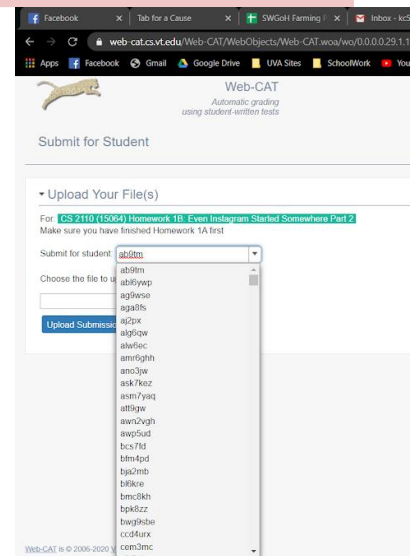 Facebook
Tab for a Cause
SWGoH Farming
Inbox - kc5
web-cat.cs.vt.edu/Web-CAT/WebObjects/Web-CAT.woa/wo/0.0.0.0.29.1.1
Apps
Facebook
Gmail
Google Drive
UVA Sites
SchoolWork
You
Web-CAT
Automatic grading
using student-written tests
Submit for Student
Upload Your File(s)
For: CS 2110 (15064) Homework 1B: Even Instagram Started Somewhere Part 2
Make sure you have finished Homework 1A first
Submit for student: ab9tm
Choose the file to u
Upload Submissio
ab9tm
abl6ywp
ag9wse
aga8fs
aj2px
alg6qw
alw6ec
amr6ghh
ano3jw
ask7kez
asm7yaq
att9gw
awn2vgh
awp5ud
bcs7fd
bfm4pd
bja2mb
bl6kre
bmc8kh
bpk8zz
bwg9sbe
ccd4urx
cem3mc
Web-CAT is © 2006-2020 V